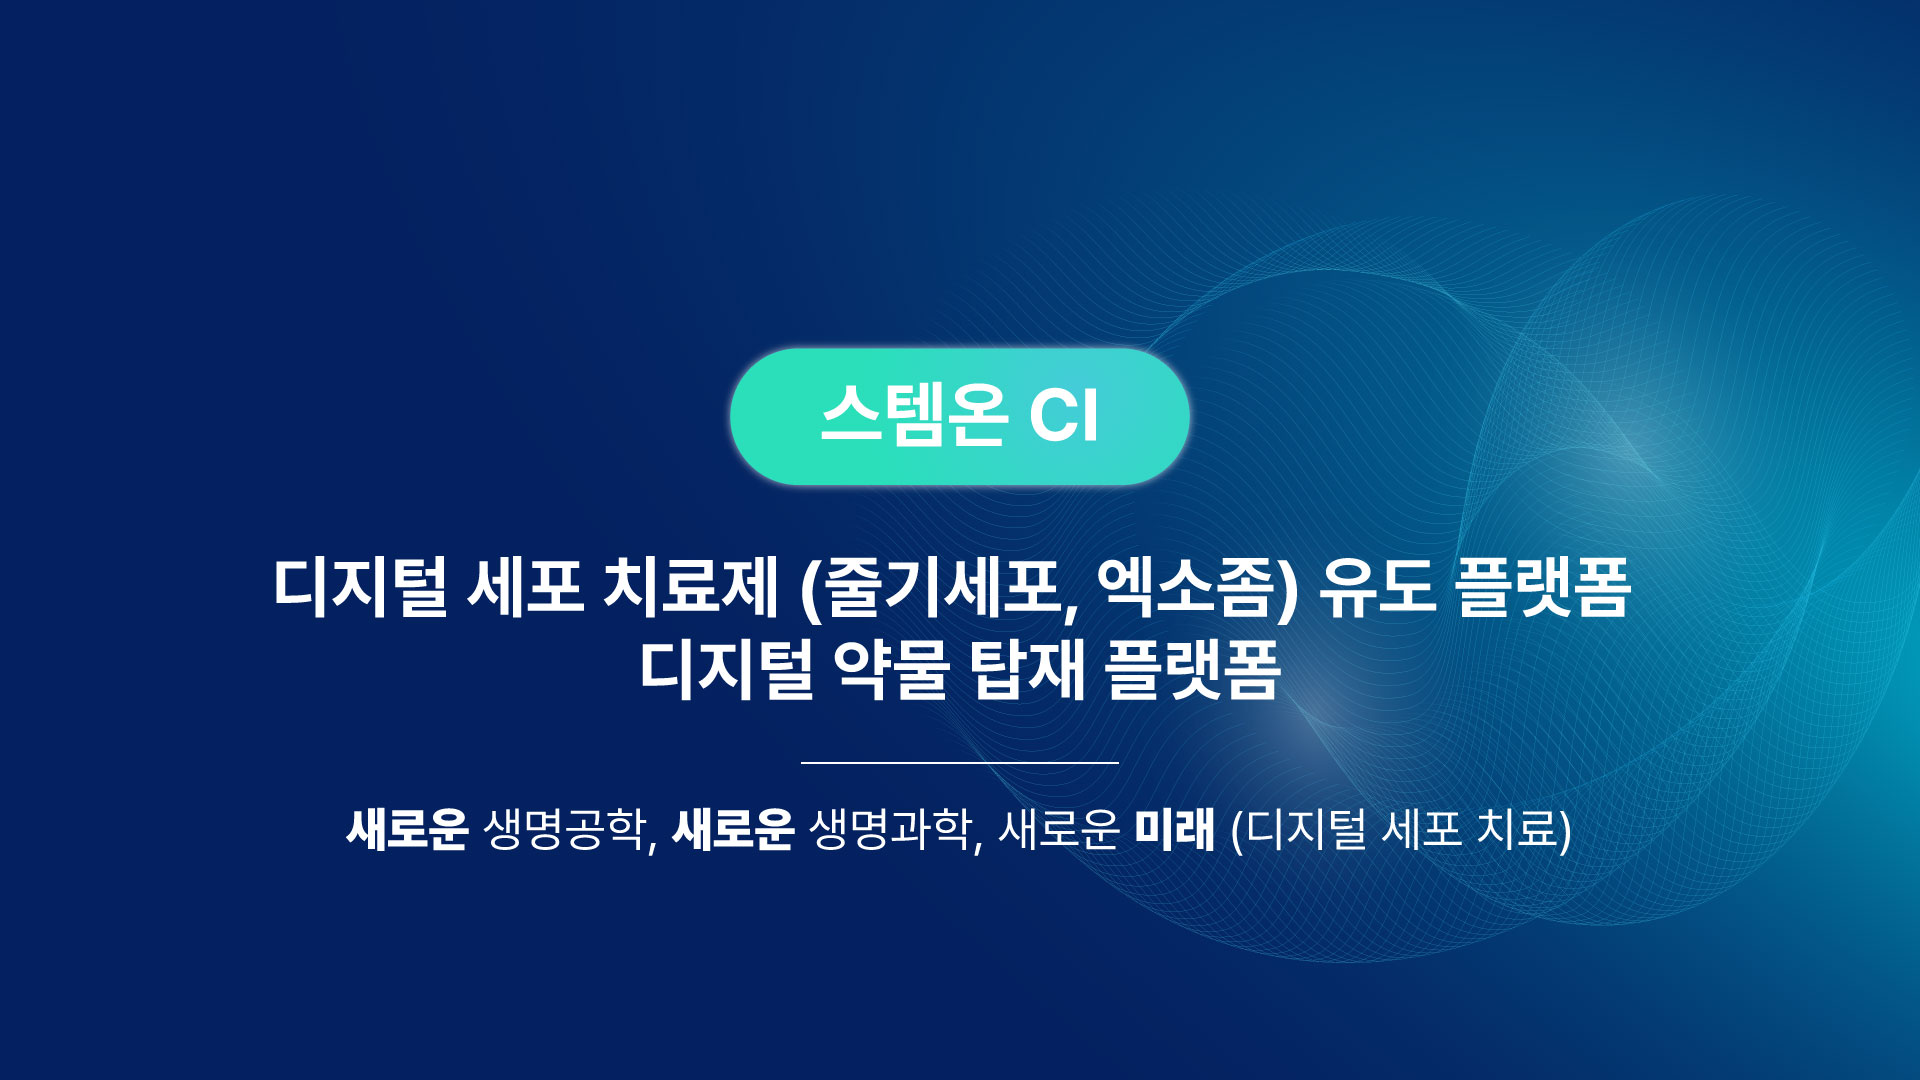 스템온 CI
디지털 세포 치료제 (줄기세포, 엑소좀) 유도 플랫폼
디지털 약물 탑재 플랫폼
새로운 생명공학, 새로운 생명과학, 새로운 미래 (디지털 세포 치료)